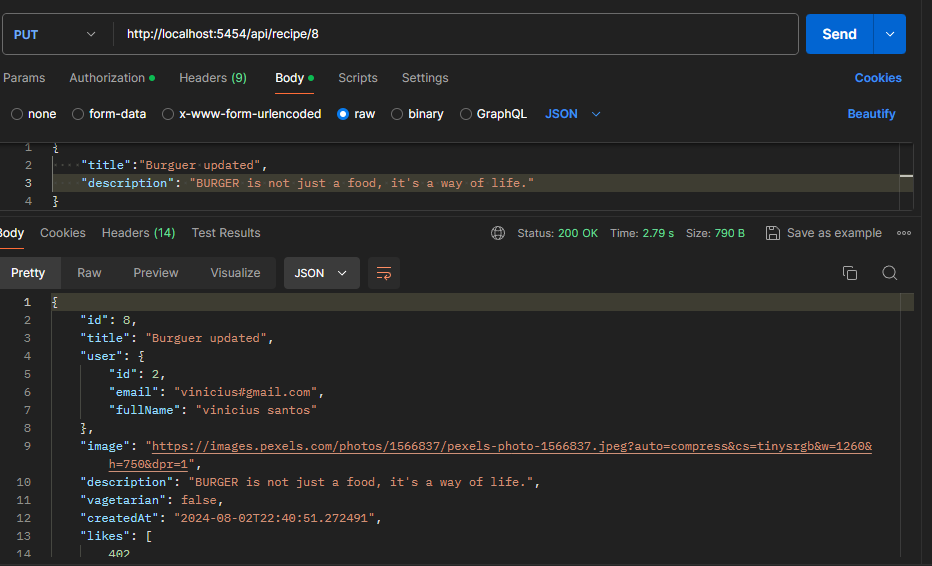 PUT http://localhost:5454/api/recipe/8 Send
Params Authorization Headers (9) Body Scripts Settings Cookies
none form-data x-www-form-urlencoded raw binary GraphQL JSON Beautify
1 {
2 "title":"Burguer updated",
3 "description": "BURGER is not just a food, it's a way of life."
4 }
Body Cookies Headers (14) Test Results Status: 200 OK Time: 2.79 s Size: 790 B Save as example
Pretty Raw Preview Visualize JSON
1 {
2 "id": 8,
3 "title": "Burguer updated",
4 "user": {
5 "id": 2,
6 "email": "vinicius#gmail.com",
7 "fullName": "vinicius santos"
8 },
9 "image": "https://images.pexels.com/photos/1566837/pexels-photo-1566837.jpeg?auto=compress&cs=tinysrgb&w=1260&
h=750&dpr=1",
10 "description": "BURGER is not just a food, it's a way of life.",
11 "vagetarian": false,
12 "createdAt": "2024-08-02T22:40:51.272491",
13 "likes": [
14 402